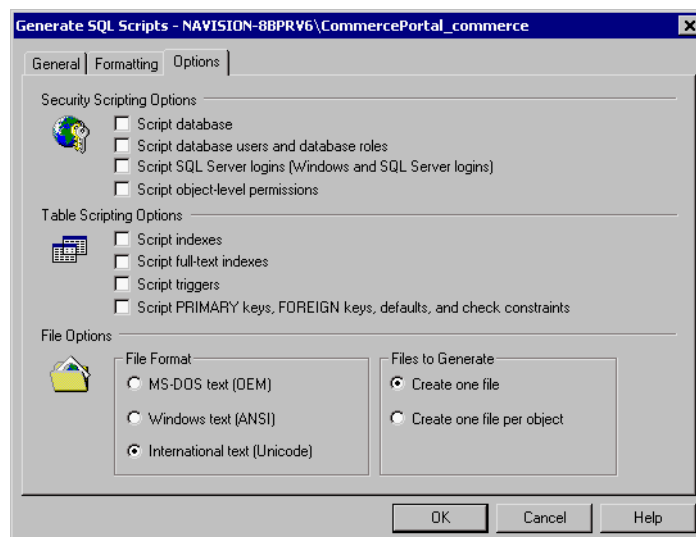 Generate SQL Scripts - NAVISION-8BPRV6\CommercePortal_commerce
General Formatting Options
Security Scripting Options
Script database
Script database users and database roles
Script SQL Server logins (Windows and SQL Server logins)
Script object-level permissions
Table Scripting Options
Script indexes
Script full-text indexes
Script triggers
Script PRIMARY keys, FOREIGN keys, defaults, and check constraints
File Options
File Format
MS-DOS text (OEM)
Windows text (ANSI)
International text (Unicode)
Files to Generate
Create one file
Create one file per object
OK Cancel Help